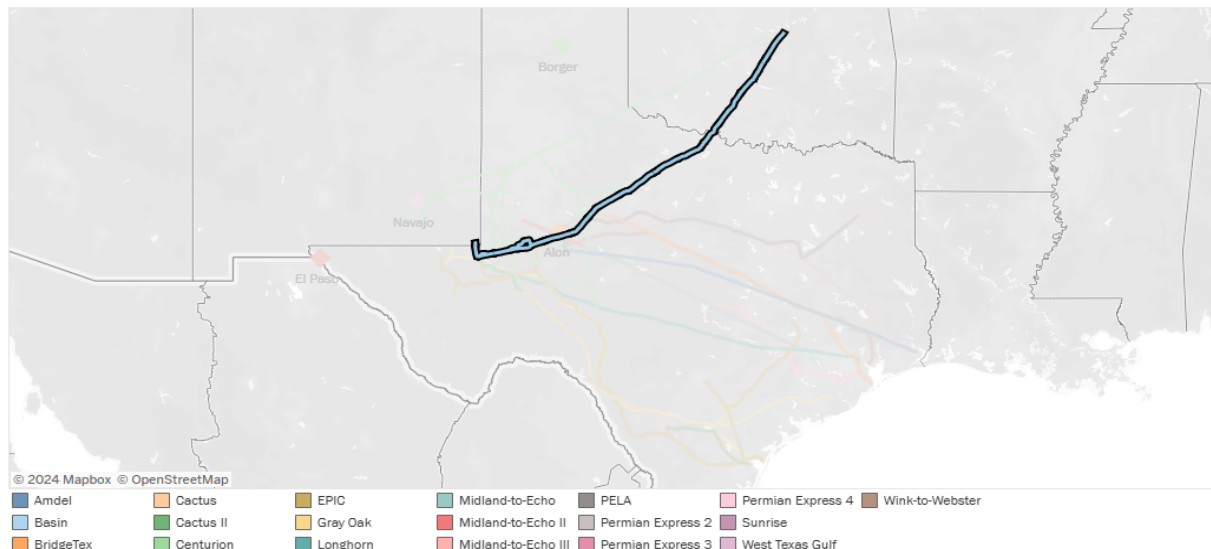 Borger
Navajo
Alon
El Paso
© 2024 Mapbox © OpenStreetMap
Amdel Cactus EPIC Midland-to-Echo PELA Permian Express 4 Wink-to-Webster
Basin Cactus II Gray Oak Midland-to-Echo II Permian Express 2 Sunrise
BridgeTex Centurion Longhorn Midland-to-Echo III Permian Express 3 West Texas Gulf